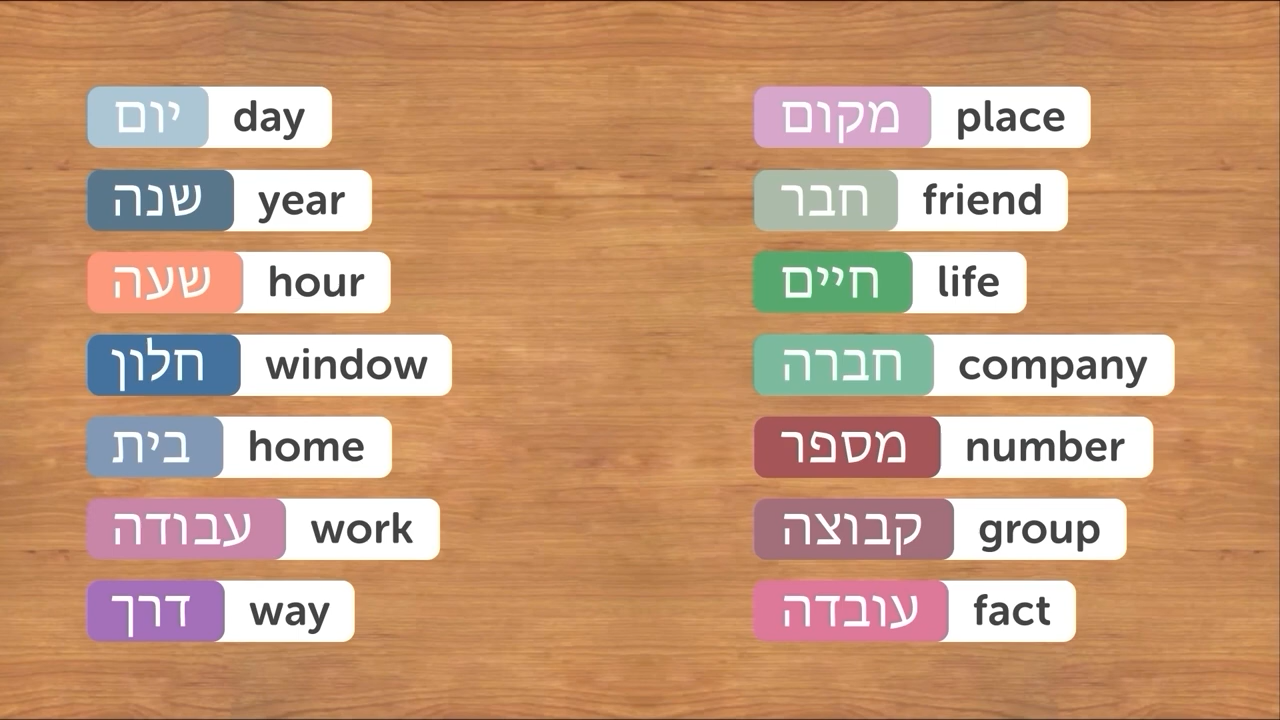 יום day
שנה year
שעה hour
חלון window
בית home
עבודה work
דרך way
מקום place
חבר friend
חיים life
חברה company
מספר number
קבוצה group
עובדה fact